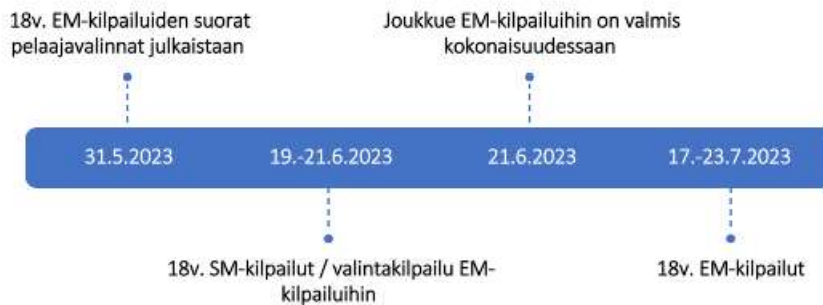 18v. EM-kilpailuiden suorat
pelaajavalinnat julkaistaan
Joukkue EM-kilpailuihin on valmis
kokonaisuudessaan
31.5.2023
19.-21.6.2023
21.6.2023
17.-23.7.2023
18v. SM-kilpailut / valintakilpailu EM-
kilpailuihin
18v. EM-kilpailut